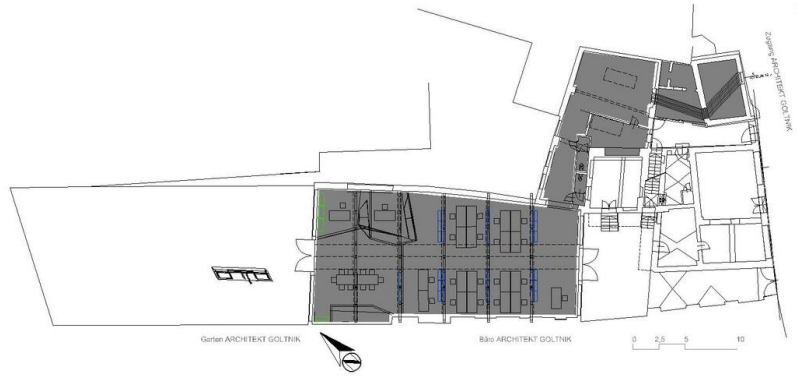 Zugang ARCHITEKT GOLTNIK
Garten ARCHITEKT GOLTNIK
Büro ARCHITEKT GOLTNIK
0 2,5 5 10